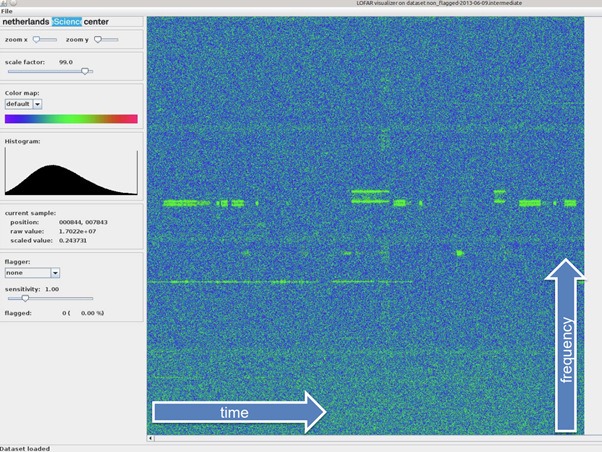 LOFAR visualizer on dataset non_flagged-2013-06-09.intermediate
File
netherlands eScience center
zoom x zoom y
scale factor: 99.0
Color map:
default
Histogram:
current sample:
position: 000844, 007843
raw value: 1.7022e+07
scaled value: 0.243731
flagger:
none
sensitivity: 1.00
flagged: 0 ( 0.00 %)
time
frequency
Dataset loaded